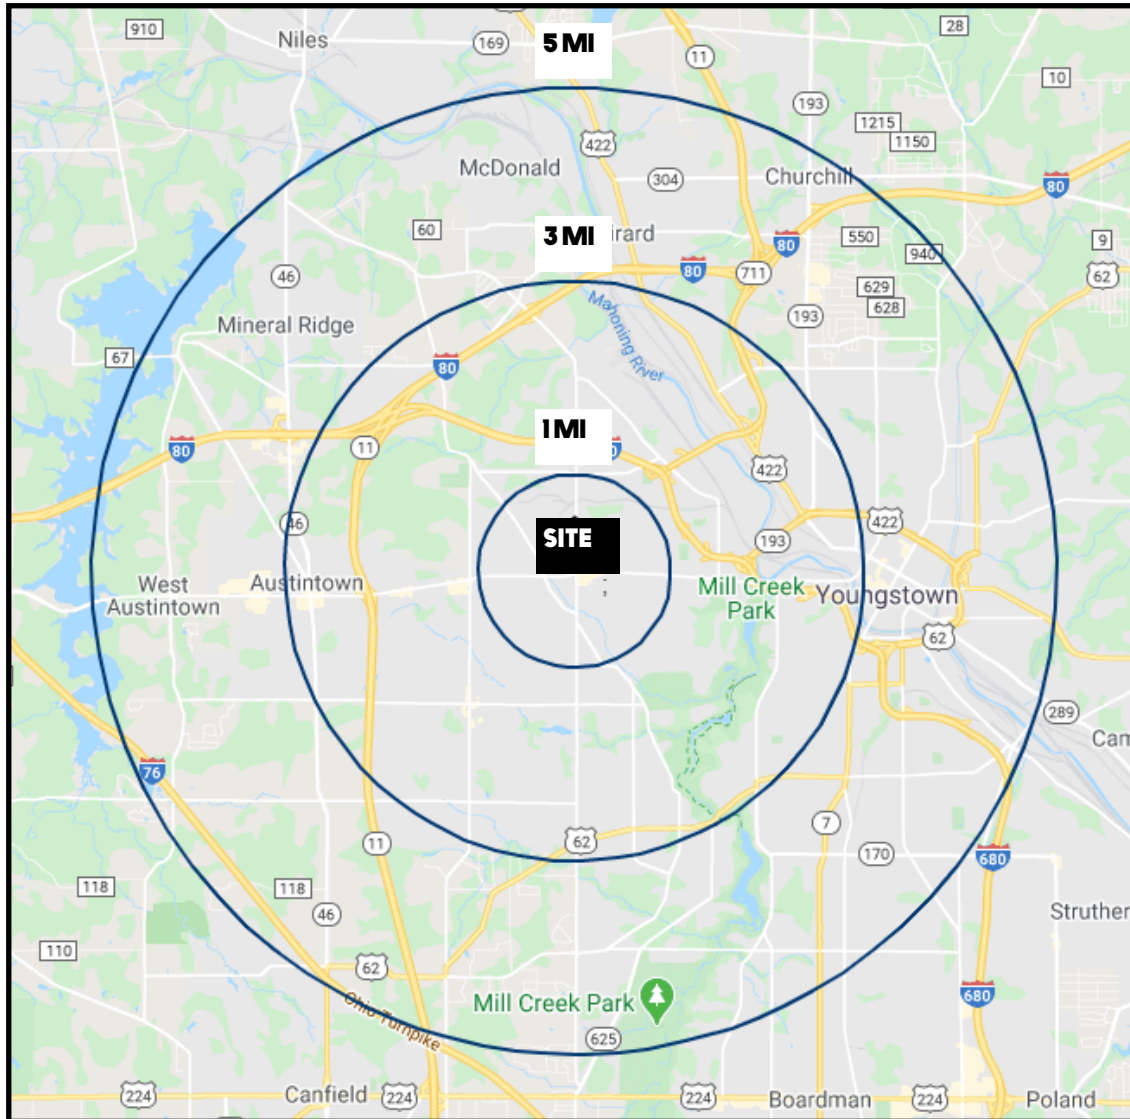 910
Niles
169
5 MI
11
28
10
193
1215
1150
422
McDonald
304
Churchill
80
60
3 MI
irard
80
550
940
9
46
80
711
62
629
628
193
Mahoning
River
Mineral Ridge
67
80
1 MI
80
11
0
422
46
SITE
193
422
West
Austintown
Austintown
Mill Creek
Park
Youngstown
62
289
Cam
76
11
62
7
170
680
118
118
46
Struther
110
62
680
Mill Creek Park
Ohio Turnpike
625
224
Canfield
224
224
Boardman
224
Poland